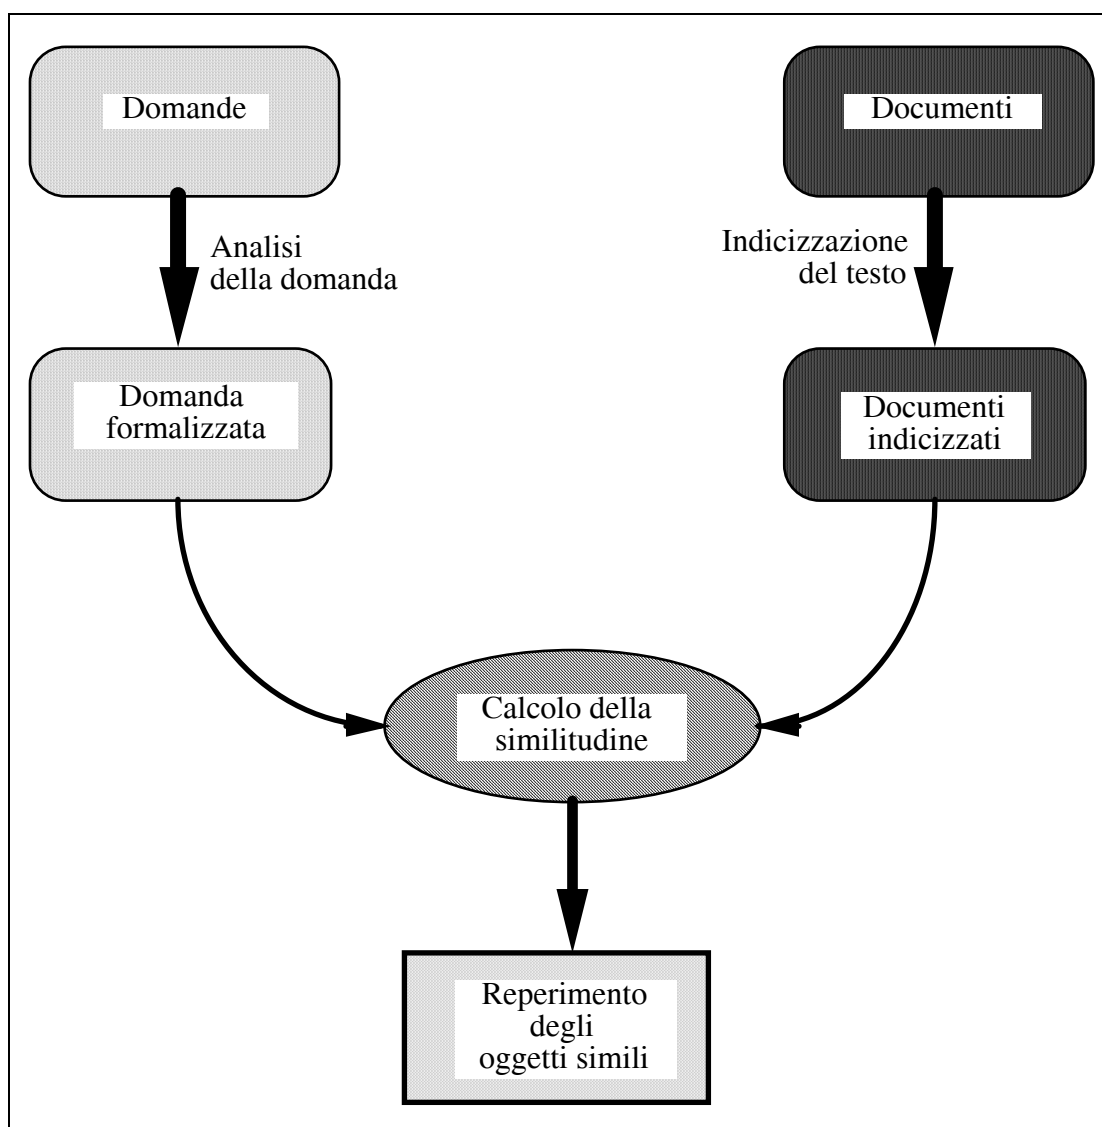 Domande
Documenti
Analisi
della domanda
Indicizzazione
del testo
Domanda
formalizzata
Documenti
indicizzati
Calcolo della
similitudine
Reperimento
degli
oggetti simili